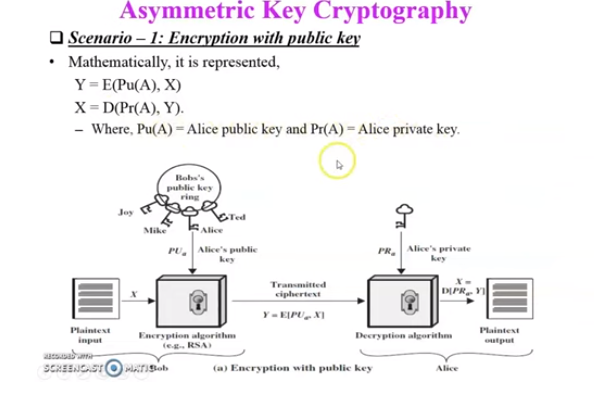 Asymmetric Key Cryptography
❑ Scenario – 1: Encryption with public key
• Mathematically, it is represented,
Y = E(Pu(A), X)
X = D(Pr(A), Y).
– Where, Pu(A) = Alice public key and Pr(A) = Alice private key.
Bobs's
public key
ring
Joy
Ted
Mike
Alice
PUa
Alice's public
key
PRa
Alice's private
key
X
Transmitted
ciphertext
X =
D[PRa, Y]
Y = E[PUa, X]
Plaintext
input
Encryption algorithm
(e.g., RSA)
Decryption algorithm
Plaintext
output
RECORDED WITH
SCREENCAST MATIC
Bob
(a) Encryption with public key
Alice